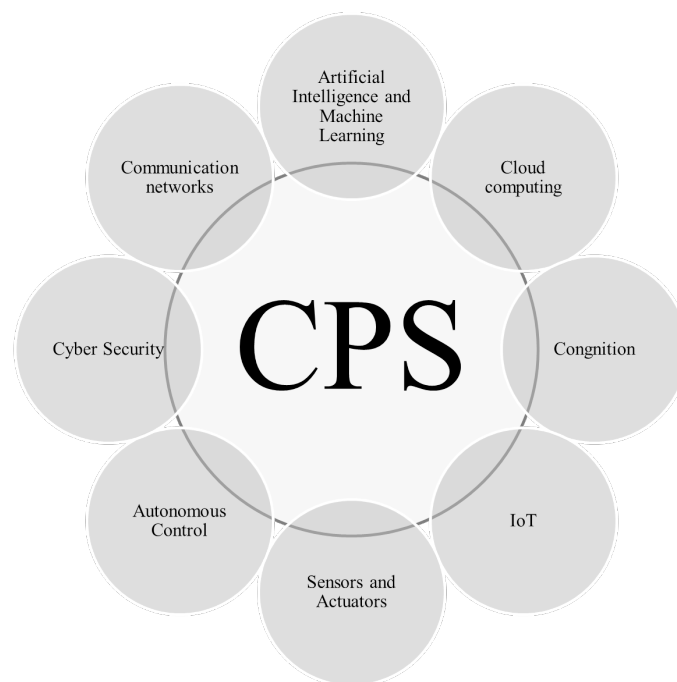 Artificial
Intelligence and
Machine
Learning
Cloud
computing
Congnition
IoT
Sensors and
Actuators
Autonomous
Control
Cyber Security
Communication
networks
CPS